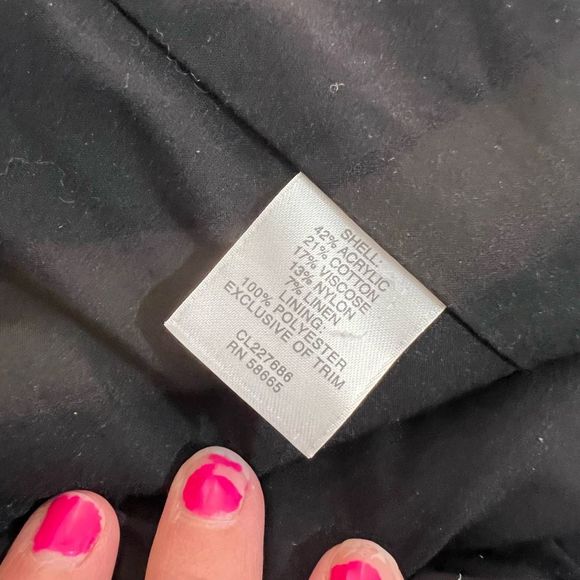 SHELL:
42% ACRYLIC
21% COTTON
17% VISCOSE
13% NYLON
7% LINEN
LINING:
100% POLYESTER
EXCLUSIVE OF TRIM
CL227686
RN 58665